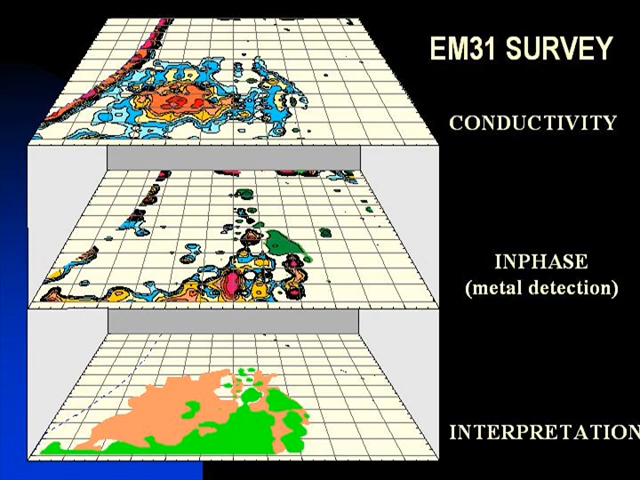 EM31 SURVEY
CONDUCTIVITY
INPHASE
(metal detection)
INTERPRETATION